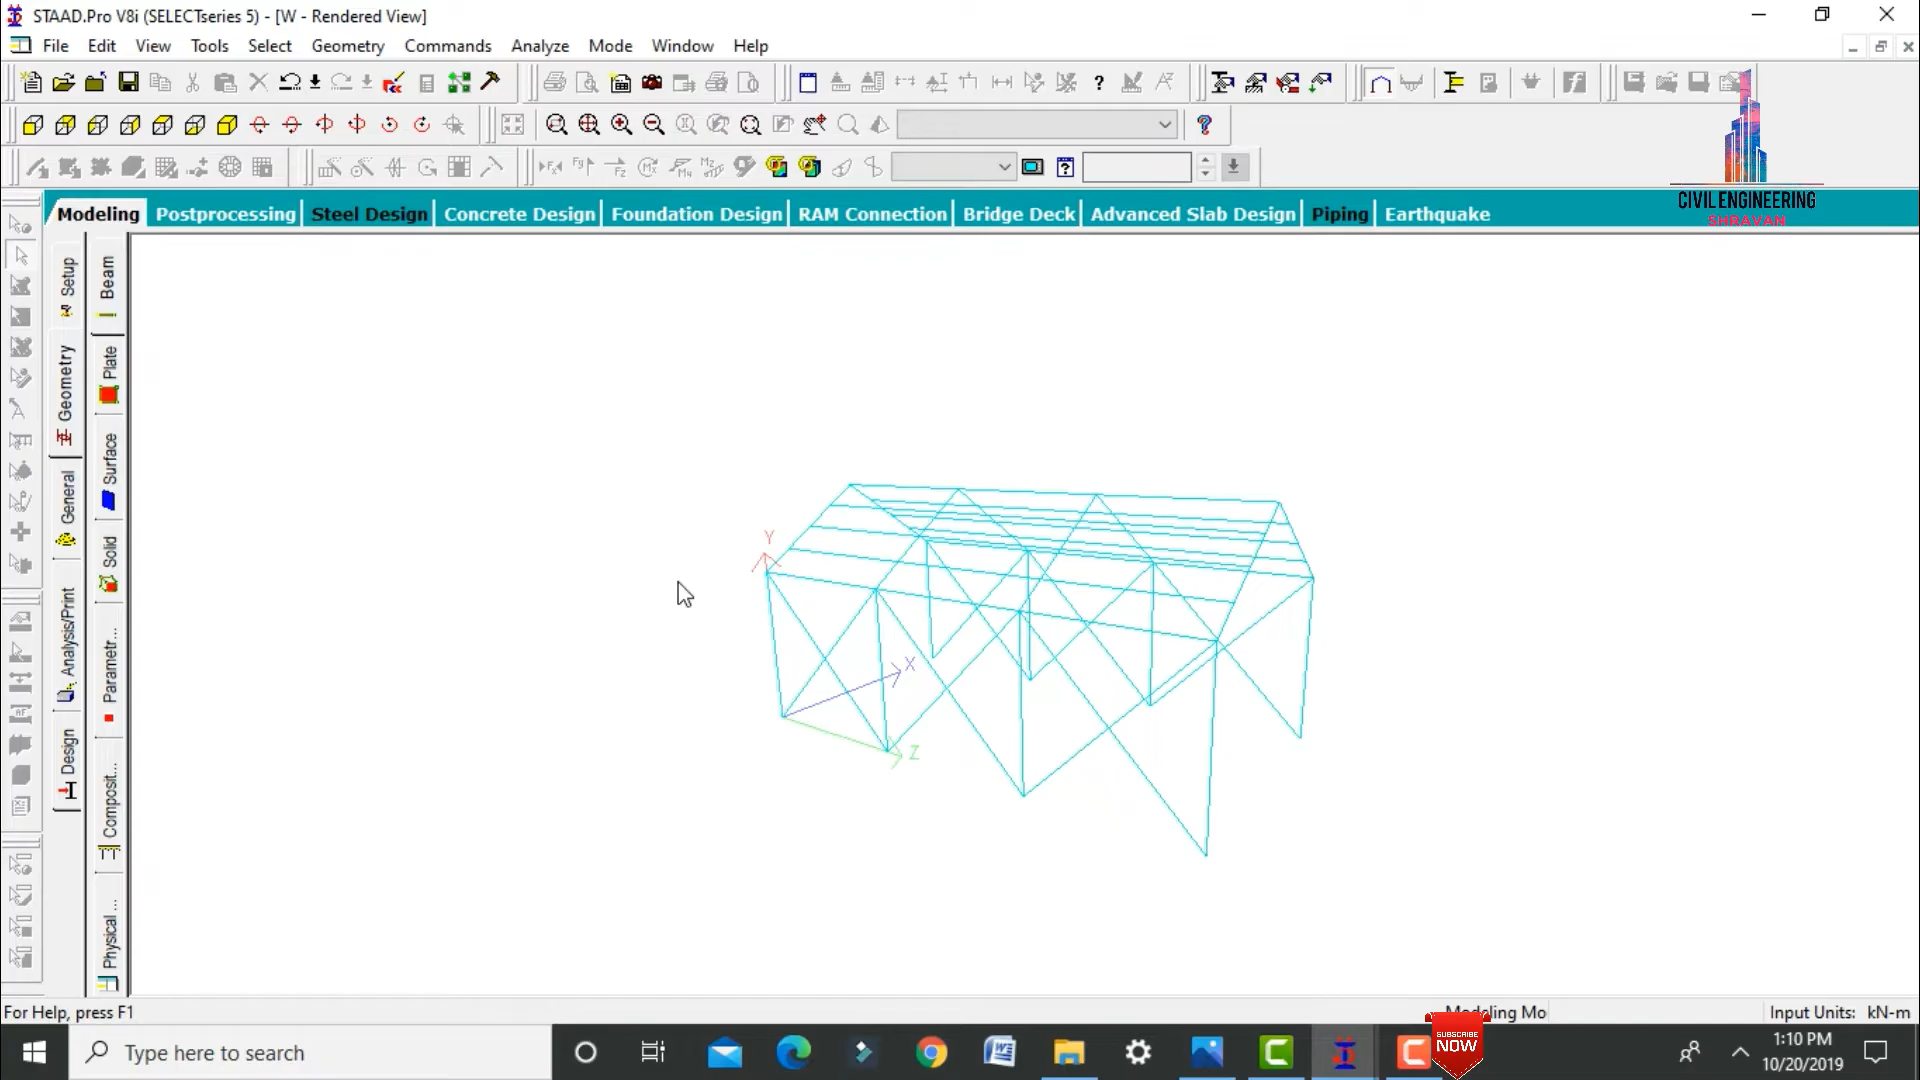 STAAD.Pro V8i (SELECTseries 5) - [W - Rendered View]
File Edit View Tools Select Geometry Commands Analyze Mode Window Help
CIVIL ENGINEERING
SHRAVAN
Modeling Postprocessing Steel Design Concrete Design Foundation Design RAM Connection Bridge Deck Advanced Slab Design Piping Earthquake
Setup
Geometry
General
Analysis/Print
Design
Beam
Plate
Surface
Solid
Parametr...
Composit...
Physical ...
Y
X
Z
For Help, press F1
Modeling Mo
Input Units: kN-m
Type here to search
SUBSCRIBE
NOW
1:10 PM
10/20/2019